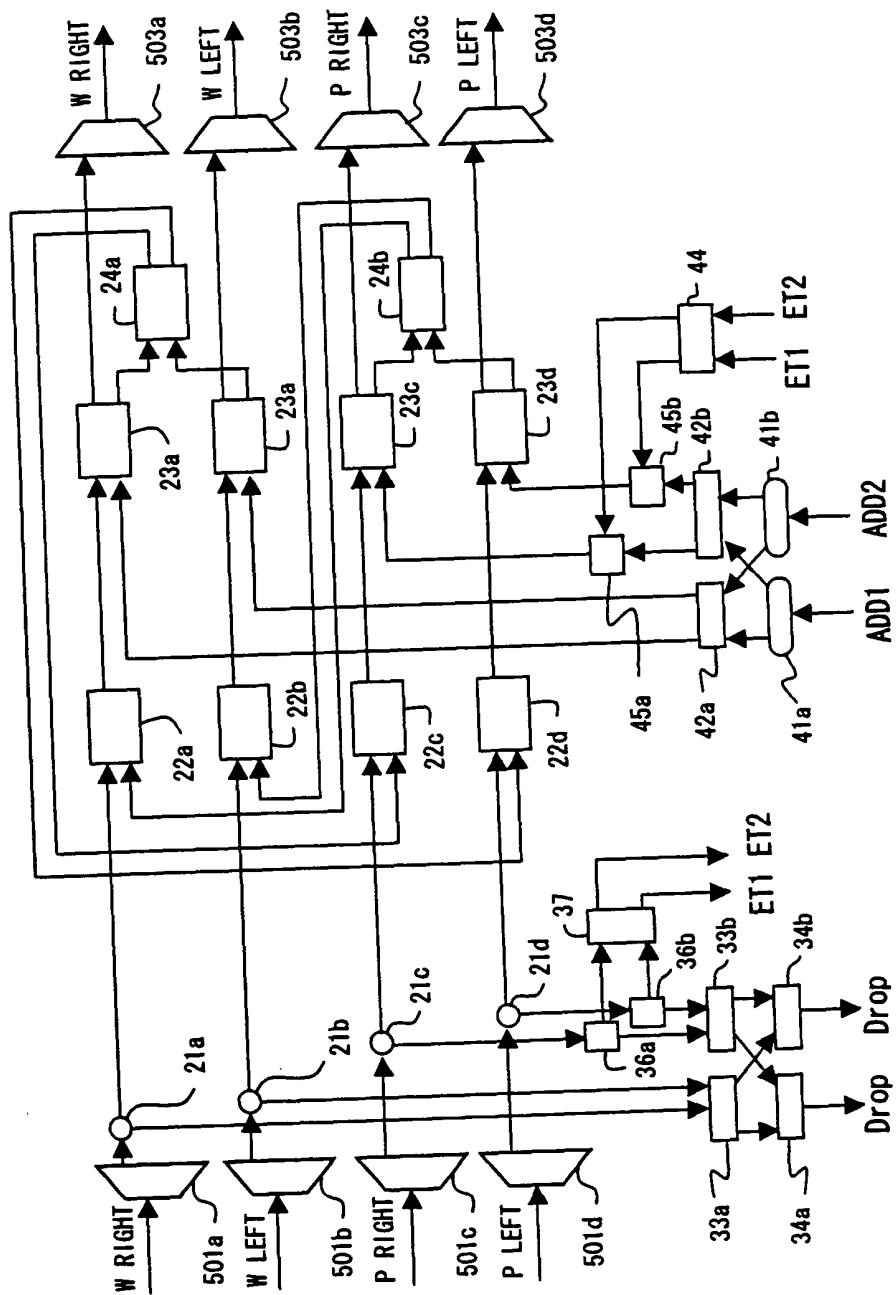 W RIGHT
503a
W LEFT
503b
P RIGHT
503c
P LEFT
503d
24a
24b
23a
23a
23c
23d
44
ET1
ET2
45b
42b
41b
ADD2
ADD1
45a
42a
41a
22a
22b
22c
22d
ET1
ET2
37
36b
33b
34b
36a
Drop
Drop
33a
34a
21a
21b
21c
21d
W RIGHT
501a
W LEFT
501b
P RIGHT
501c
P LEFT
501d